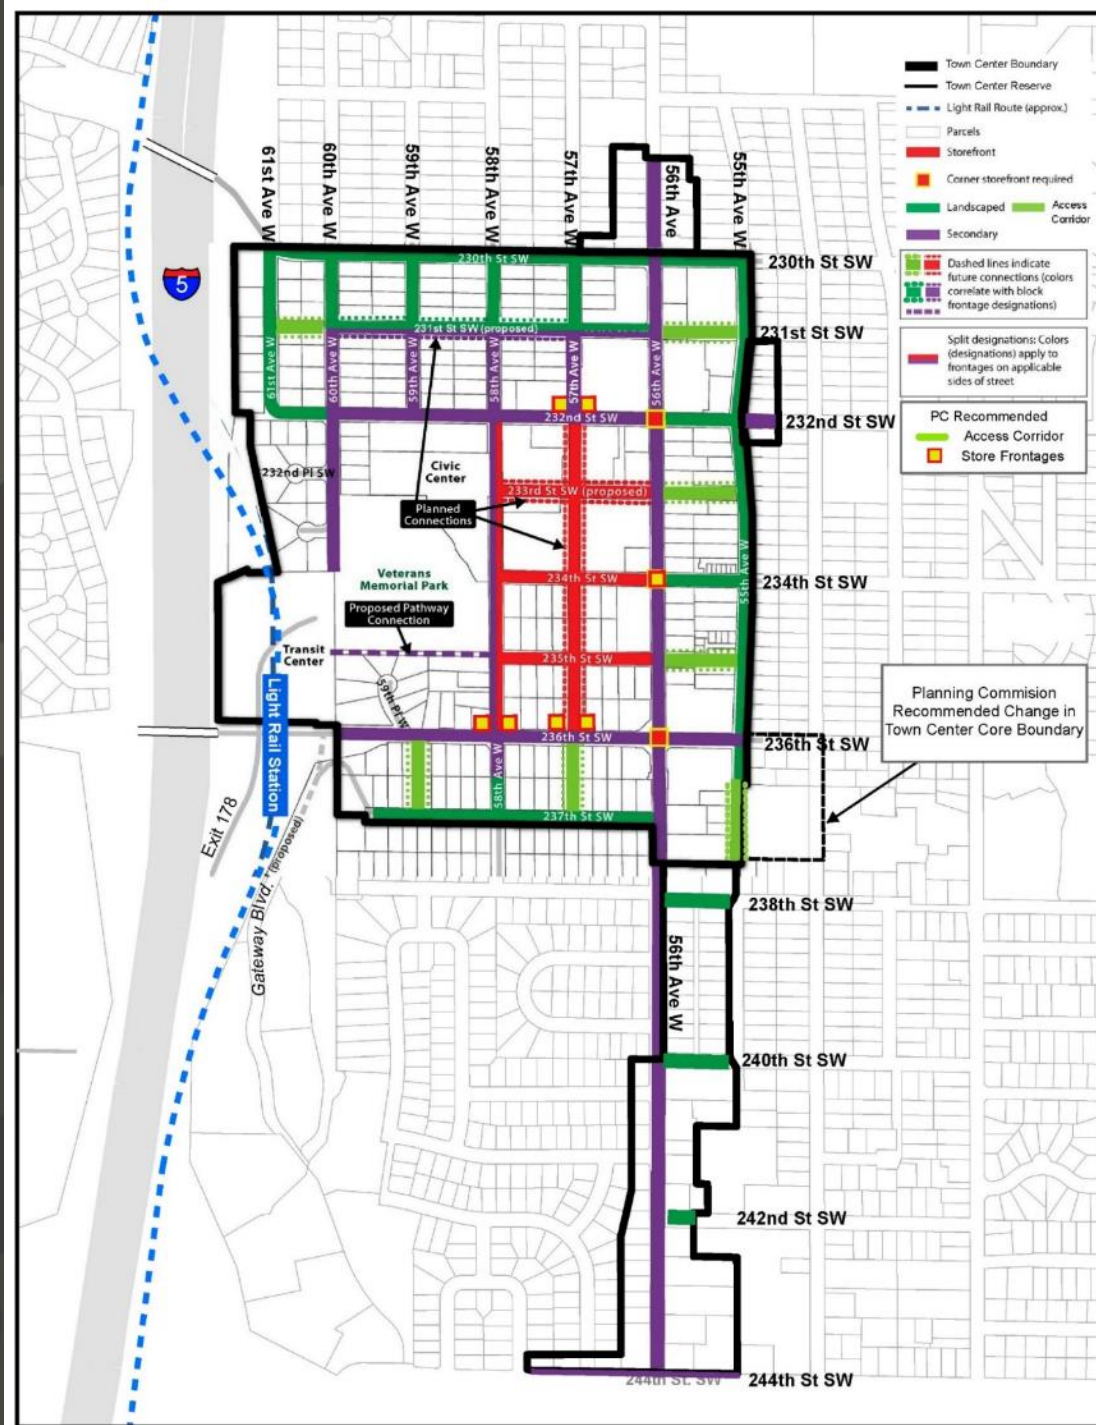 Town Center Boundary
Town Center Reserve
Light Rail Route (approx.)
Parcels
Storefront
Corner storefront required
Landscaped
Access
Corridor
Secondary
Dashed lines indicate
future connections (colors
correlate with block
frontage designations)
Split designations: Colors
(designations) apply to
frontages on applicable
sides of street
PC Recommended
Access Corridor
Store Frontages
61st Ave W
60th Ave W
59th Ave W
58th Ave W
57th Ave W
56th Ave
55th Ave W
5
230th St SW
230th St SW
231st St SW (proposed)
231st St SW
61st Ave W
60th Ave W
59th Ave W
58th Ave W
57th Ave W
56th Ave W
232nd St SW
232nd St SW
232nd Pl SW
Civic
Center
233rd St SW (proposed)
Planned
Connections
55th Ave W
Veterans
Memorial Park
234th St SW
234th St SW
Proposed Pathway
Connection
Transit
Center
235th St SW
59th Pl W
Light Rail Station
236th St SW
236th St SW
Planning Commision
Recommended Change in
Town Center Core Boundary
58th Ave W
237th St SW
Exit 178
Gateway Blvd. (proposed)
238th St SW
56th Ave W
240th St SW
242nd St SW
244th St. SW
244th St SW